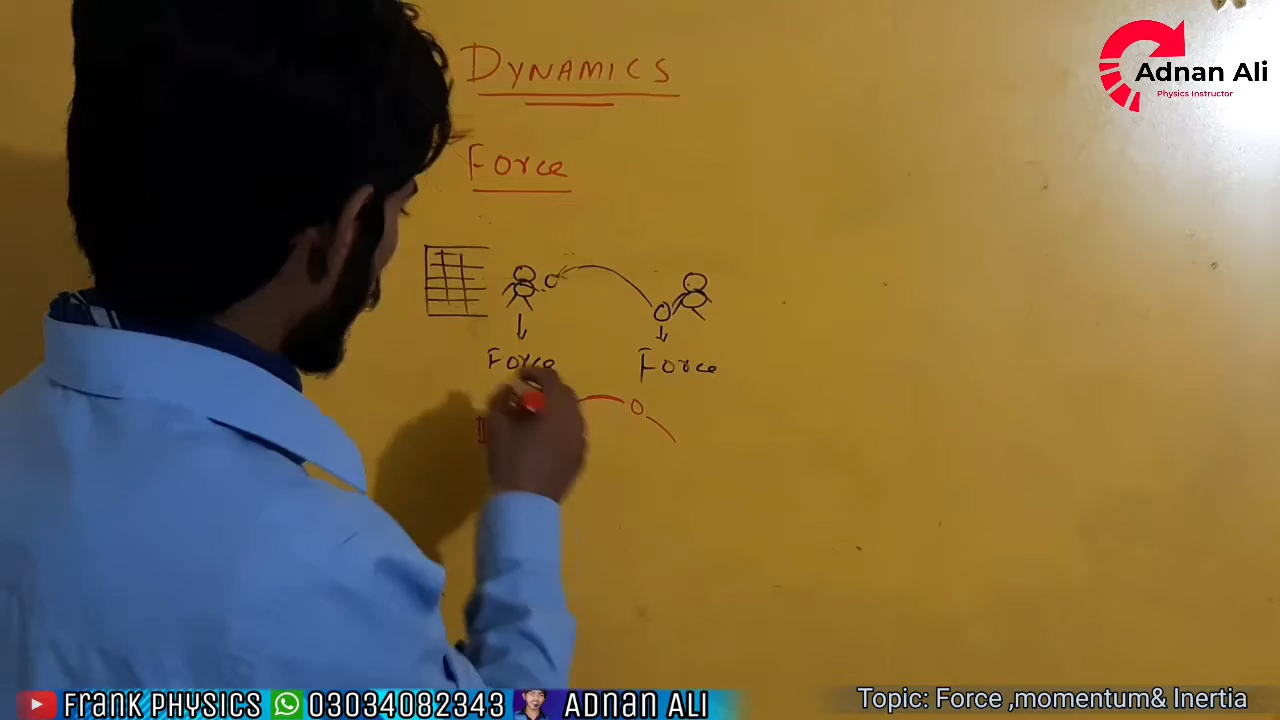 DYNAMICS
Adnan Ali
Physics Instructor
Force
Force Force
Frank Physics 03034082343 Adnan Ali
Topic: Force ,momentum& Inertia